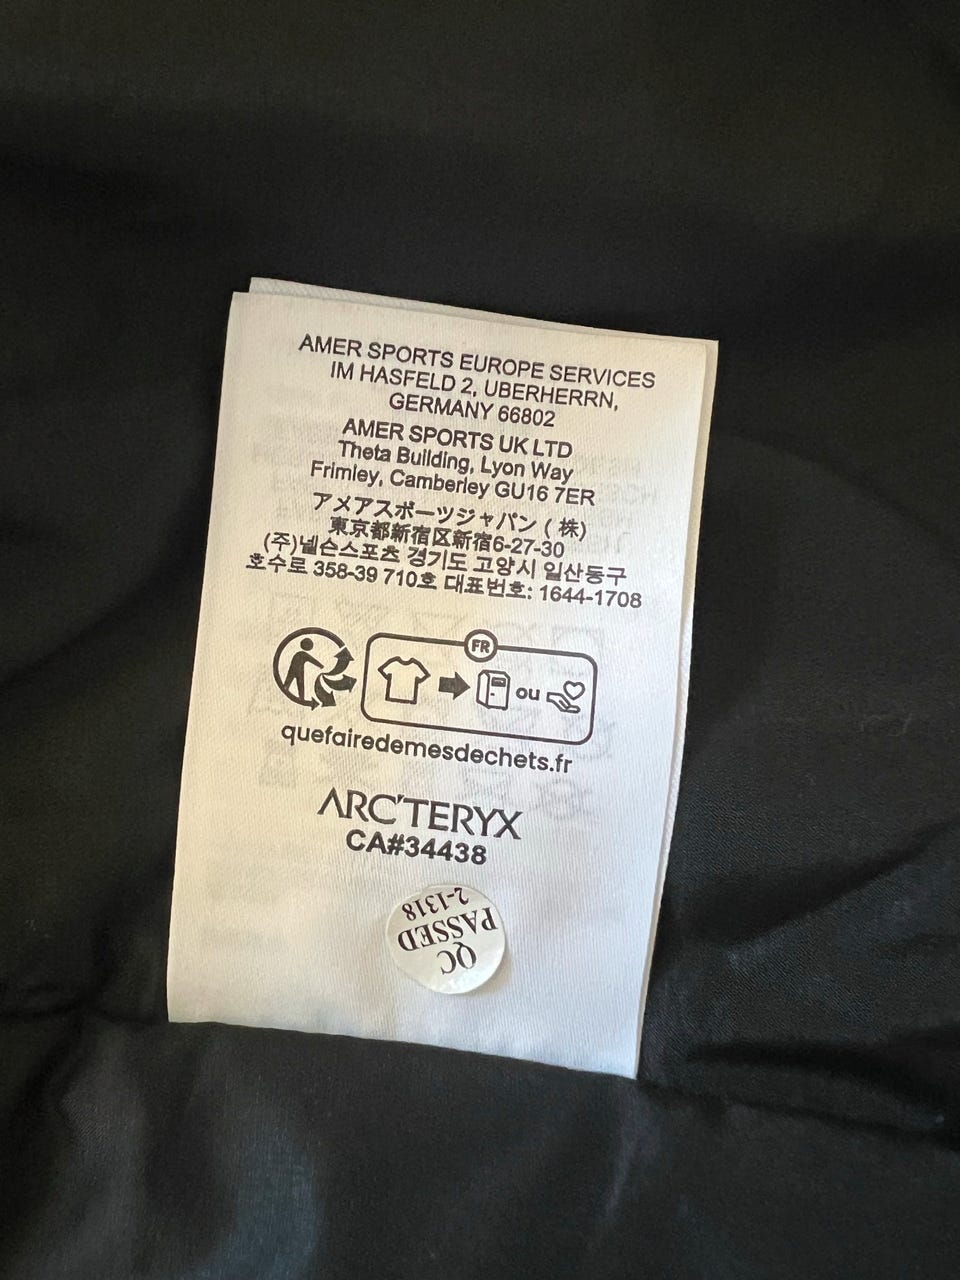 AMER SPORTS EUROPE SERVICES
IM HASFELD 2, UBERHERRN,
GERMANY 66802
AMER SPORTS UK LTD
Theta Building, Lyon Way
Frimley, Camberley GU16 7ER
アメアスポーツジャパン (株)
東京都新宿区新宿6-27-30
(주)넬슨스포츠 경기도 고양시 일산동구
호수로 358-39 710호 대표번호: 1644-1708
FR
ou
quefairedemesdechets.fr
ARC'TERYX
CA#34438
QC
PASSED
2-1318